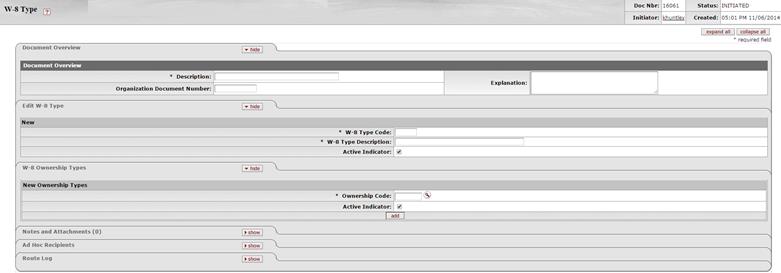 W-8 Type ?
Doc Nbr: 16061 Status: INITIATED
Initiator: khuntley Created: 05:01 PM 11/06/2014
expand all collapse all
* required field
Document Overview hide
Document Overview
* Description: Explanation:
Organization Document Number:
Edit W-8 Type hide
New
* W-8 Type Code:
* W-8 Type Description:
Active Indicator:
W-8 Ownership Types hide
New Ownership Types
* Ownership Code:
Active Indicator:
add
Notes and Attachments (0) show
Ad Hoc Recipients show
Route Log show